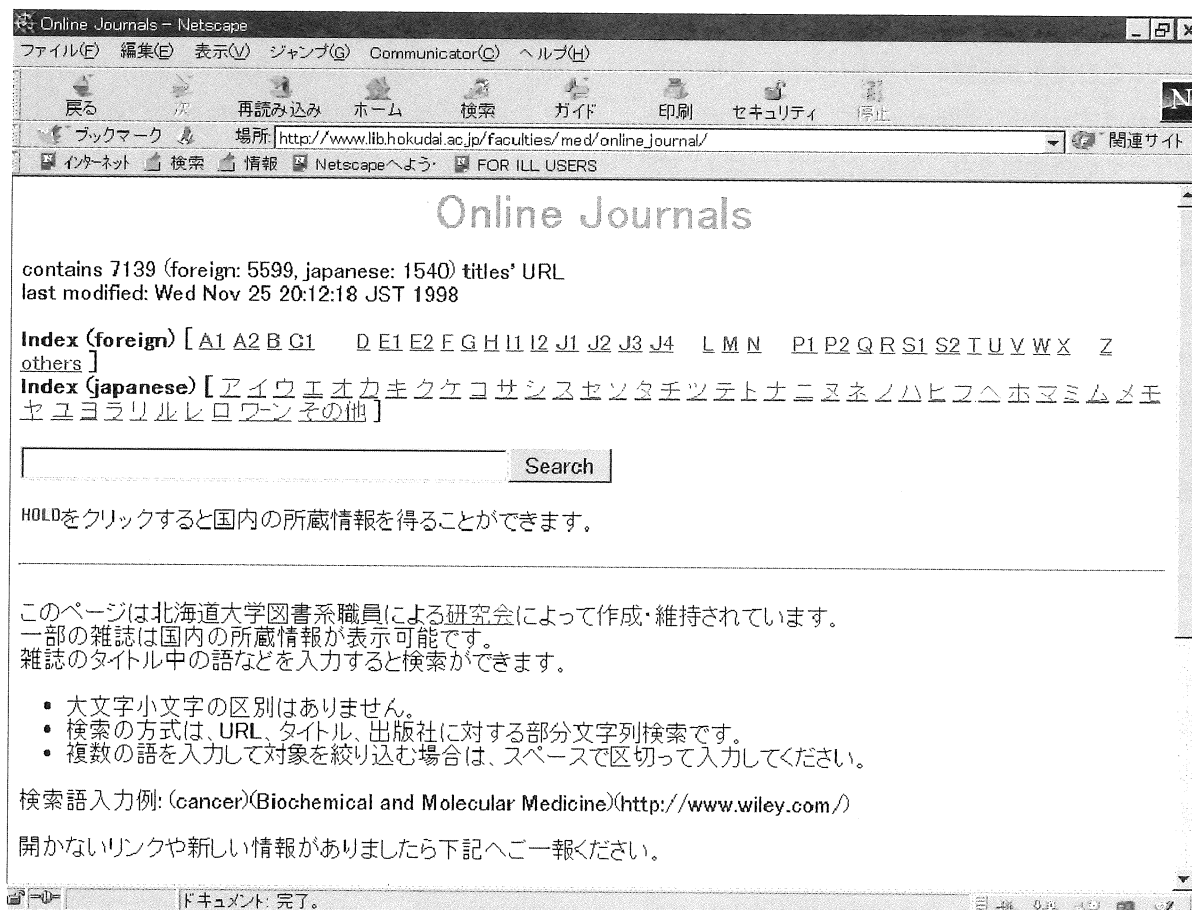 Online Journals - Netscape
ファイル(F) 編集(E) 表示(V) ジャンプ(G) Communicator(C) ヘルプ(H)
戻る 次 再読み込み ホーム 検索 ガイド 印刷 セキュリティ 停止
ブックマーク 場所: http://www.lib.hokudai.ac.jp/faculties/med/online_journal/ 関連サイト
インターネット 検索 情報 Netscapeへよう・ FOR ILL USERS
Online Journals
contains 7139 (foreign: 5599, japanese: 1540) titles' URL
last modified: Wed Nov 25 20:12:18 JST 1998
Index (foreign) [ A1 A2 B C1 D E1 E2 F G H I1 I2 J1 J2 J3 J4 L M N P1 P2 Q R S1 S2 T U V W X Z
others ]
Index (japanese) [ ア イ ウ エ オ カ キ ク ケ コ サ シ ス セ ソ タ チ ツ テ ト ナ ニ ヌ ネ ノ ハ ヒ フ ヘ ホ マ ミ ム メ モ
ヤ ユ ヨ ラ リ ル レ ロ ワ-ン その他 ]
Search
HOLDをクリックすると国内の所蔵情報を得ることができます。
このページは北海道大学図書系職員による研究会によって作成・維持されています。
一部の雑誌は国内の所蔵情報が表示可能です。
雑誌のタイトル中の語などを入力すると検索ができます。
• 大文字小文字の区別はありません。
• 検索の方式は、URL、タイトル、出版社に対する部分文字列検索です。
• 複数の語を入力して対象を絞り込む場合は、スペースで区切って入力してください。
検索語入力例: (cancer)(Biochemical and Molecular Medicine)(http://www.wiley.com/)
開かないリンクや新しい情報がありましたら下記へご一報ください。
ドキュメント: 完了。